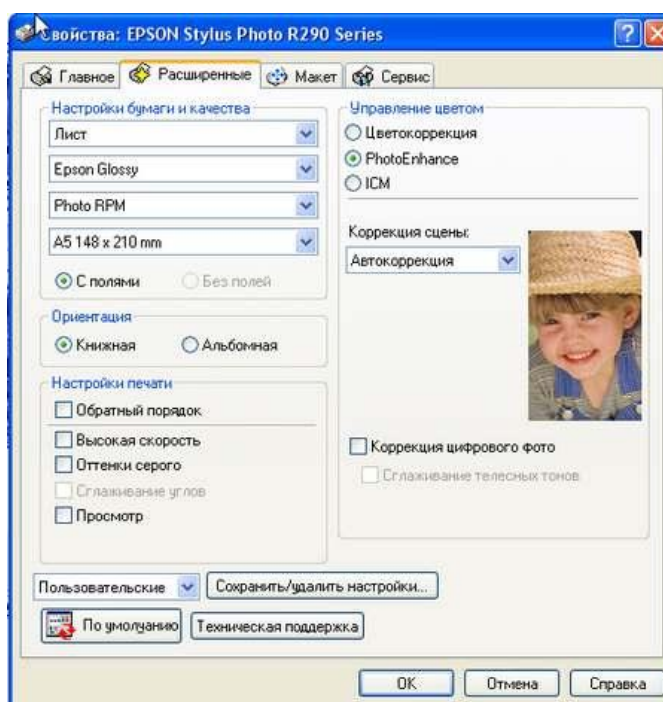 Свойства: EPSON Stylus Photo R290 Series
Главное Расширенные Макет Сервис
Настройки бумаги и качества
Лист
Epson Glossy
Photo RPM
A5 148 x 210 mm
С полями Без полей
Ориентация
Книжная Альбомная
Настройки печати
Обратный порядок
Высокая скорость
Оттенки серого
Сглаживание углов
Просмотр
Управление цветом
Цветокоррекция
PhotoEnhance
ICM
Коррекция сцены:
Автокоррекция
Коррекция цифрового фото
Сглаживание телесных тонов
Пользовательские Сохранить/удалить настройки...
По умолчанию Техническая поддержка
OK Отмена Справка